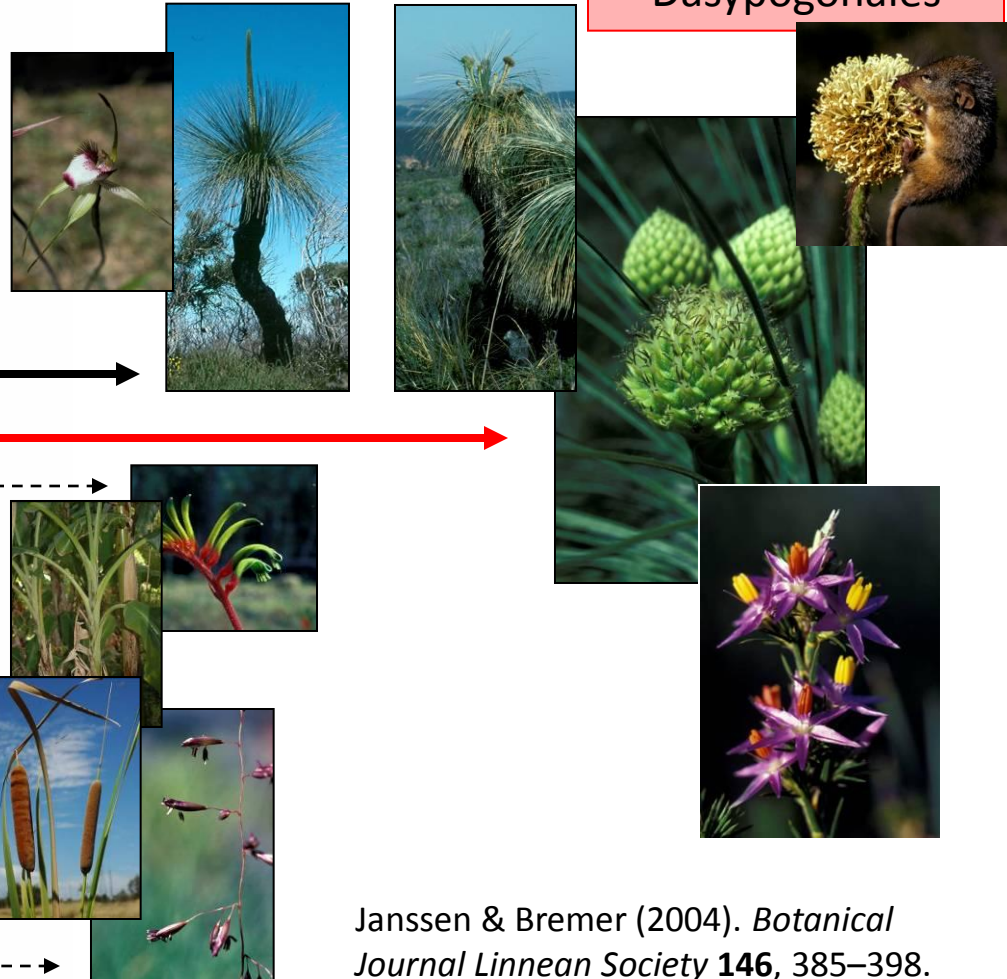 Dasypogonales
Janssen & Bremer (2004). Botanical
Journal Linnean Society 146, 385–398.